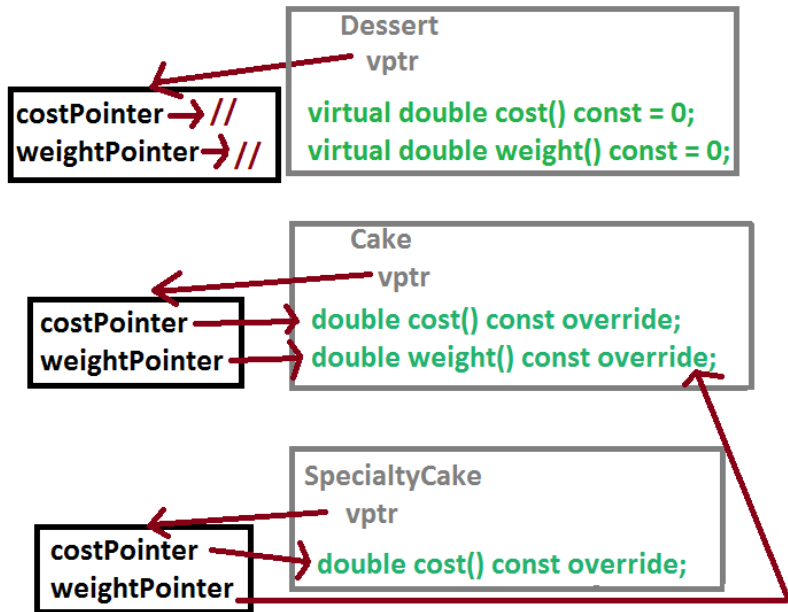 Dessert
vptr
costPointer //
weightPointer //
virtual double cost() const = 0;
virtual double weight() const = 0;
Cake
vptr
costPointer
weightPointer
double cost() const override;
double weight() const override;
SpecialtyCake
vptr
costPointer
weightPointer
double cost() const override;